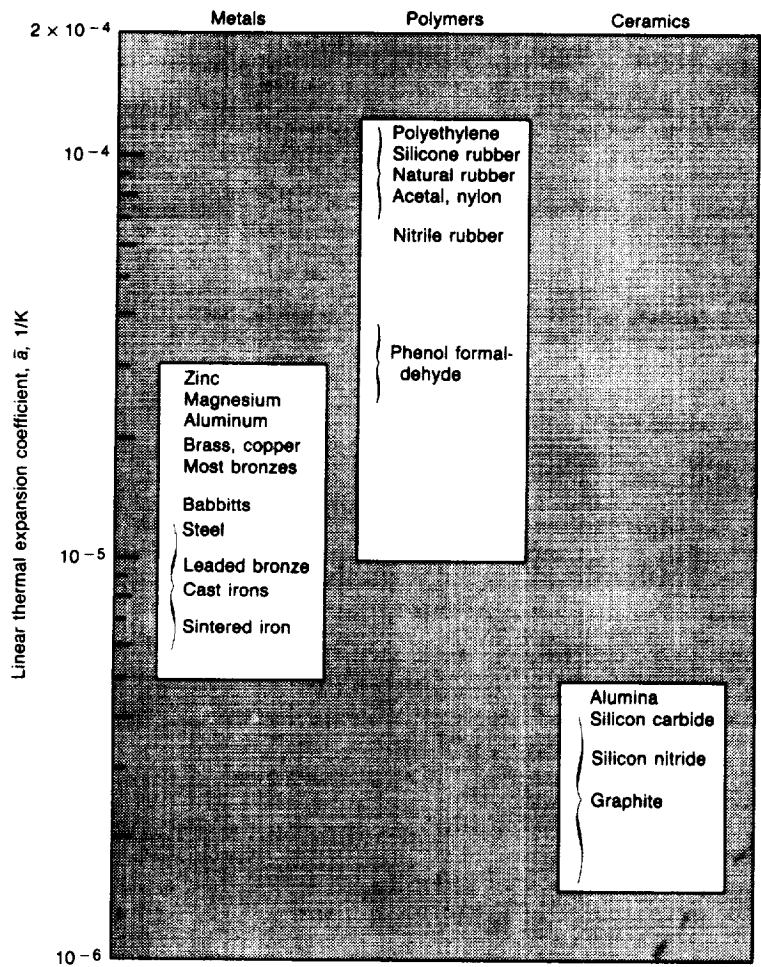 Metals
Polymers
Ceramics
2 × 10⁻⁴
10⁻⁴
10⁻⁵
10⁻⁶
Linear thermal expansion coefficient, ā, 1/K
Zinc
Magnesium
Aluminum
Brass, copper
Most bronzes
Babbitts
Steel
Leaded bronze
Cast irons
Sintered iron
Polyethylene
Silicone rubber
Natural rubber
Acetal, nylon
Nitrile rubber
Phenol formal-
dehyde
Alumina
Silicon carbide
Silicon nitride
Graphite